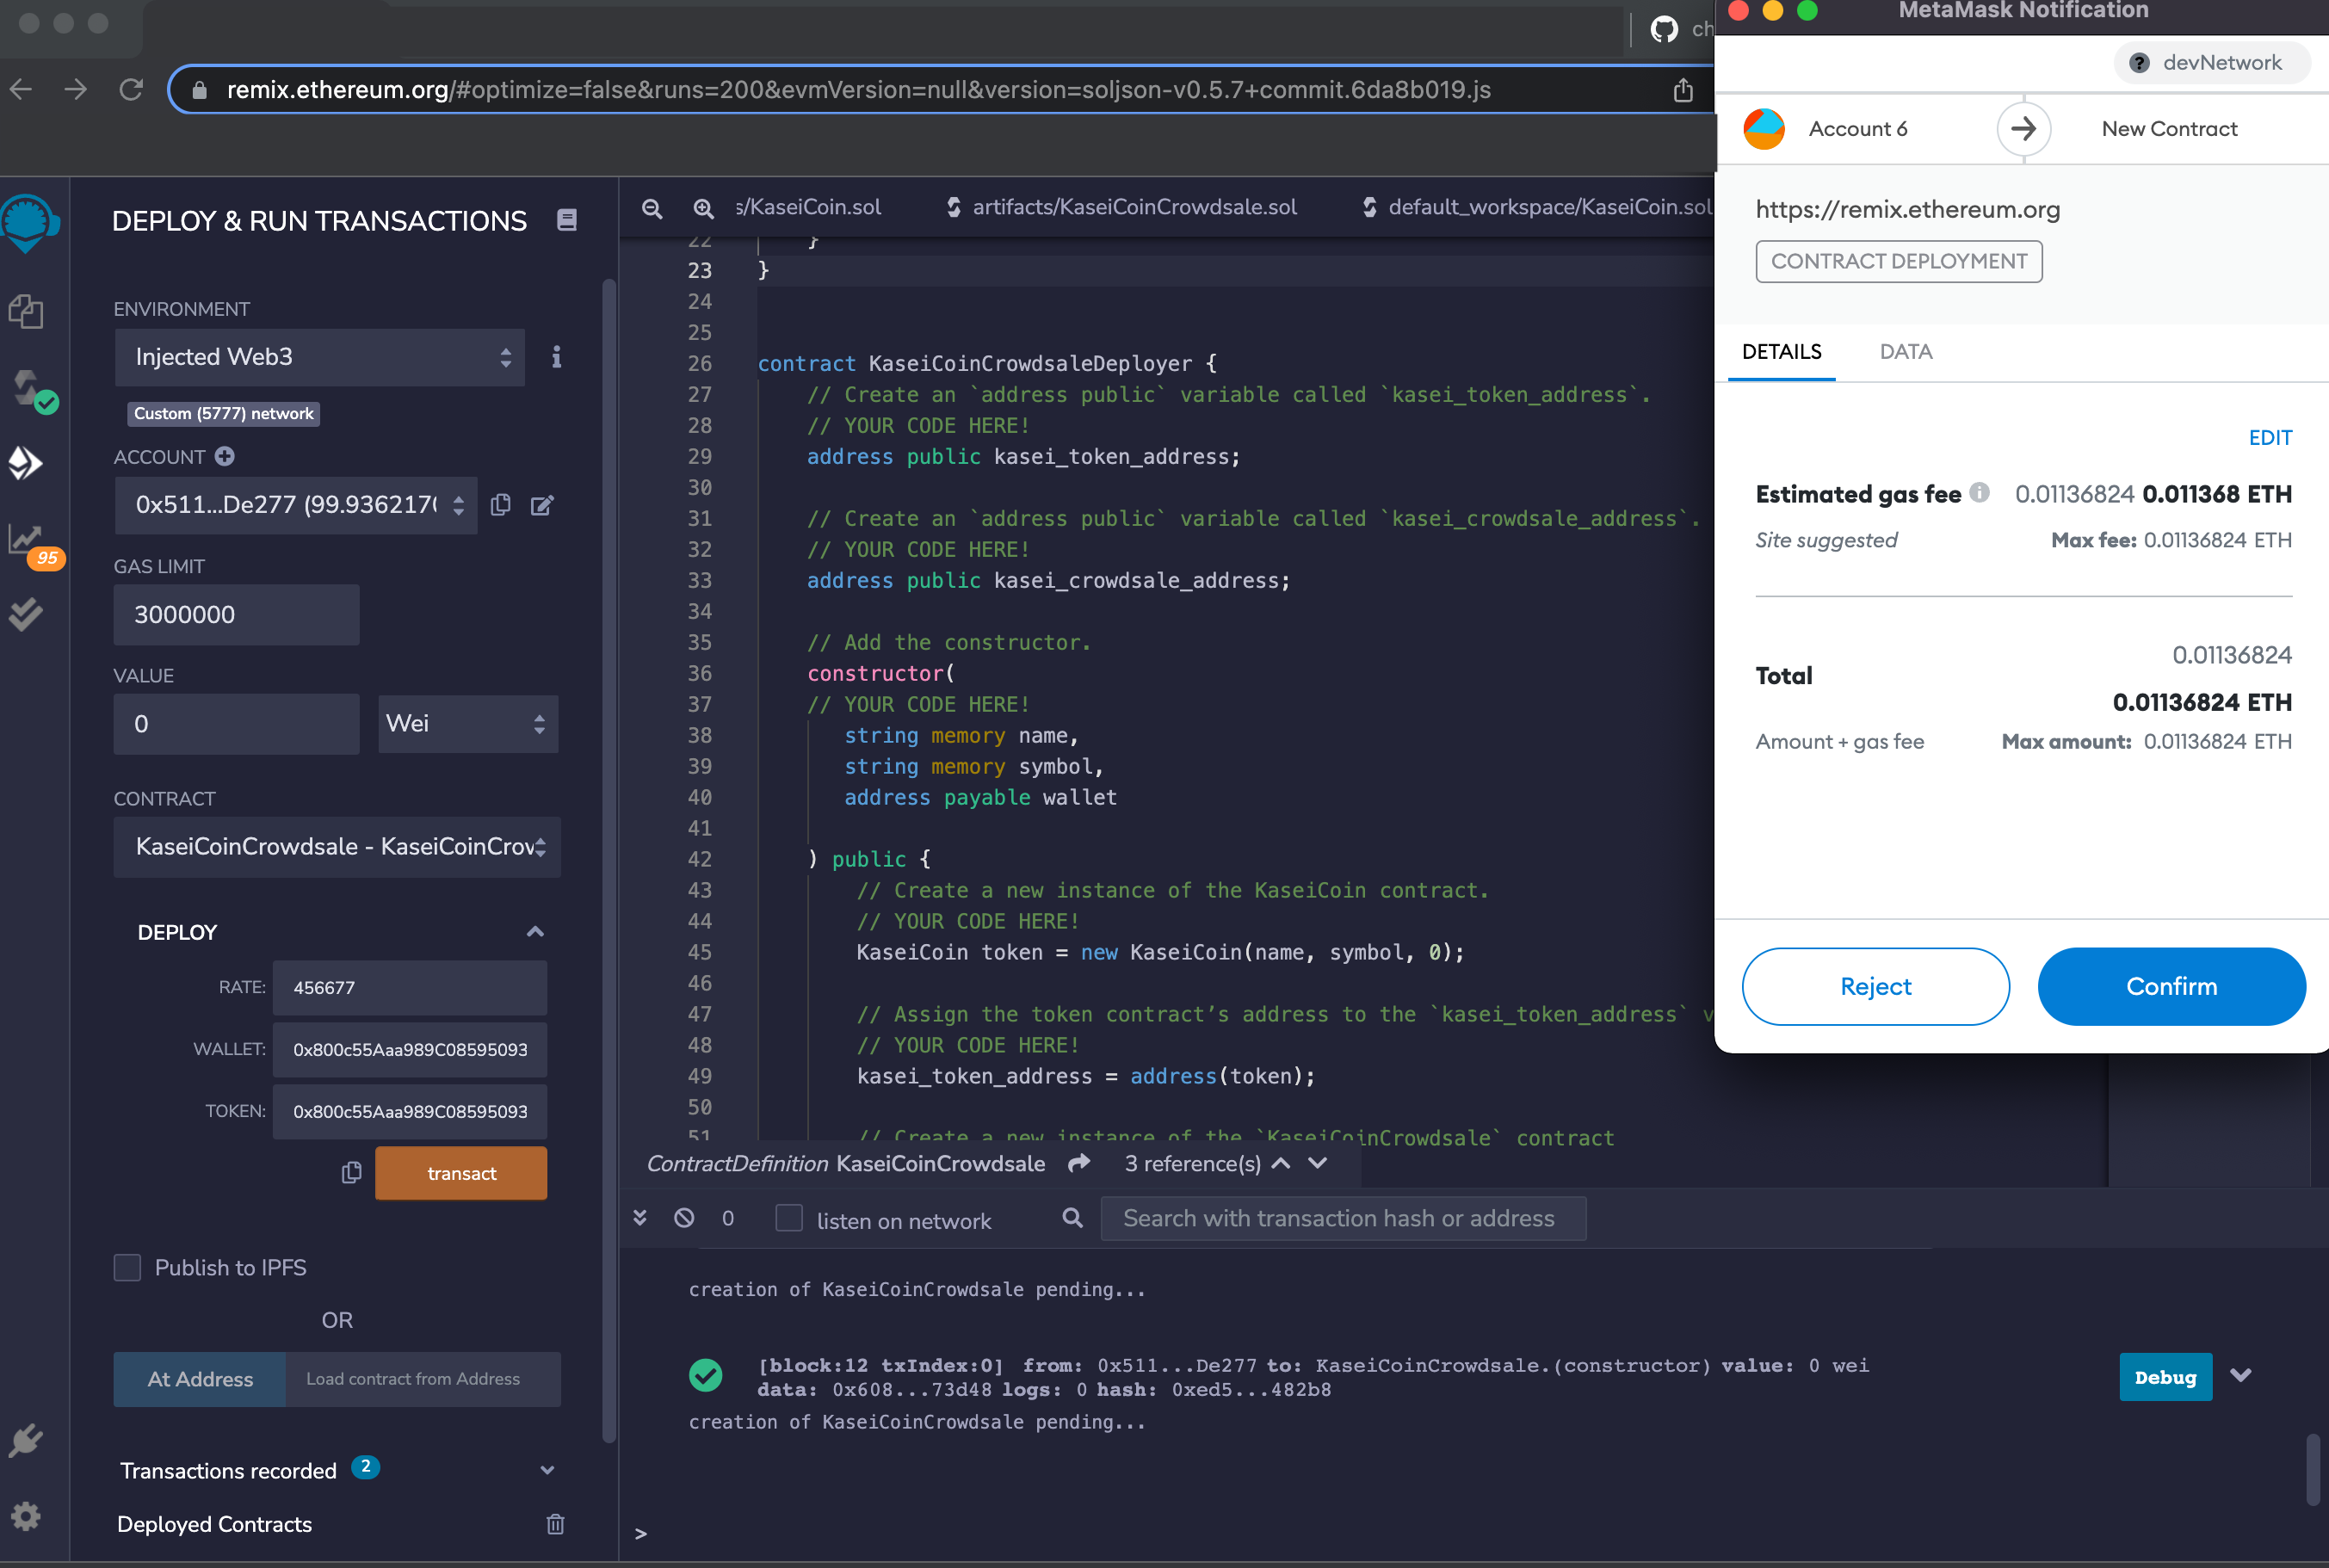 ch
remix.ethereum.org/#optimize=false&runs=200&evmVersion=null&version=soljson-v0.5.7+commit.6da8b019.js
DEPLOY & RUN TRANSACTIONS
ENVIRONMENT
Injected Web3
Custom (5777) network
ACCOUNT
0x511...De277 (99.9362170
95
GAS LIMIT
3000000
VALUE
0
Wei
CONTRACT
KaseiCoinCrowdsale - KaseiCoinCrow
DEPLOY
RATE: 456677
WALLET: 0x800c55Aaa989C08595093
TOKEN: 0x800c55Aaa989C08595093
transact
Publish to IPFS
OR
At Address
Load contract from Address
Transactions recorded 2
Deployed Contracts
s/KaseiCoin.sol
artifacts/KaseiCoinCrowdsale.sol
default_workspace/KaseiCoin.sol
22 }
23 }
24
25
26 contract KaseiCoinCrowdsaleDeployer {
27 // Create an `address public` variable called `kasei_token_address`.
28 // YOUR CODE HERE!
29 address public kasei_token_address;
30
31 // Create an `address public` variable called `kasei_crowdsale_address`.
32 // YOUR CODE HERE!
33 address public kasei_crowdsale_address;
34
35 // Add the constructor.
36 constructor(
37 // YOUR CODE HERE!
38 string memory name,
39 string memory symbol,
40 address payable wallet
41
42 ) public {
43 // Create a new instance of the KaseiCoin contract.
44 // YOUR CODE HERE!
45 KaseiCoin token = new KaseiCoin(name, symbol, 0);
46
47 // Assign the token contract’s address to the `kasei_token_address` v
48 // YOUR CODE HERE!
49 kasei_token_address = address(token);
50
51 // Create a new instance of the `KaseiCoinCrowdsale` contract
ContractDefinition KaseiCoinCrowdsale
3 reference(s)
0
listen on network
Search with transaction hash or address
creation of KaseiCoinCrowdsale pending...
[block:12 txIndex:0] from: 0x511...De277 to: KaseiCoinCrowdsale.(constructor) value: 0 wei
data: 0x608...73d48 logs: 0 hash: 0xed5...482b8
Debug
creation of KaseiCoinCrowdsale pending...
>
MetaMask Notification
? devNetwork
Account 6
New Contract
https://remix.ethereum.org
CONTRACT DEPLOYMENT
DETAILS
DATA
EDIT
Estimated gas fee 0.01136824 0.011368 ETH
Site suggested
Max fee: 0.01136824 ETH
0.01136824
Total
0.01136824 ETH
Amount + gas fee
Max amount: 0.01136824 ETH
Reject
Confirm